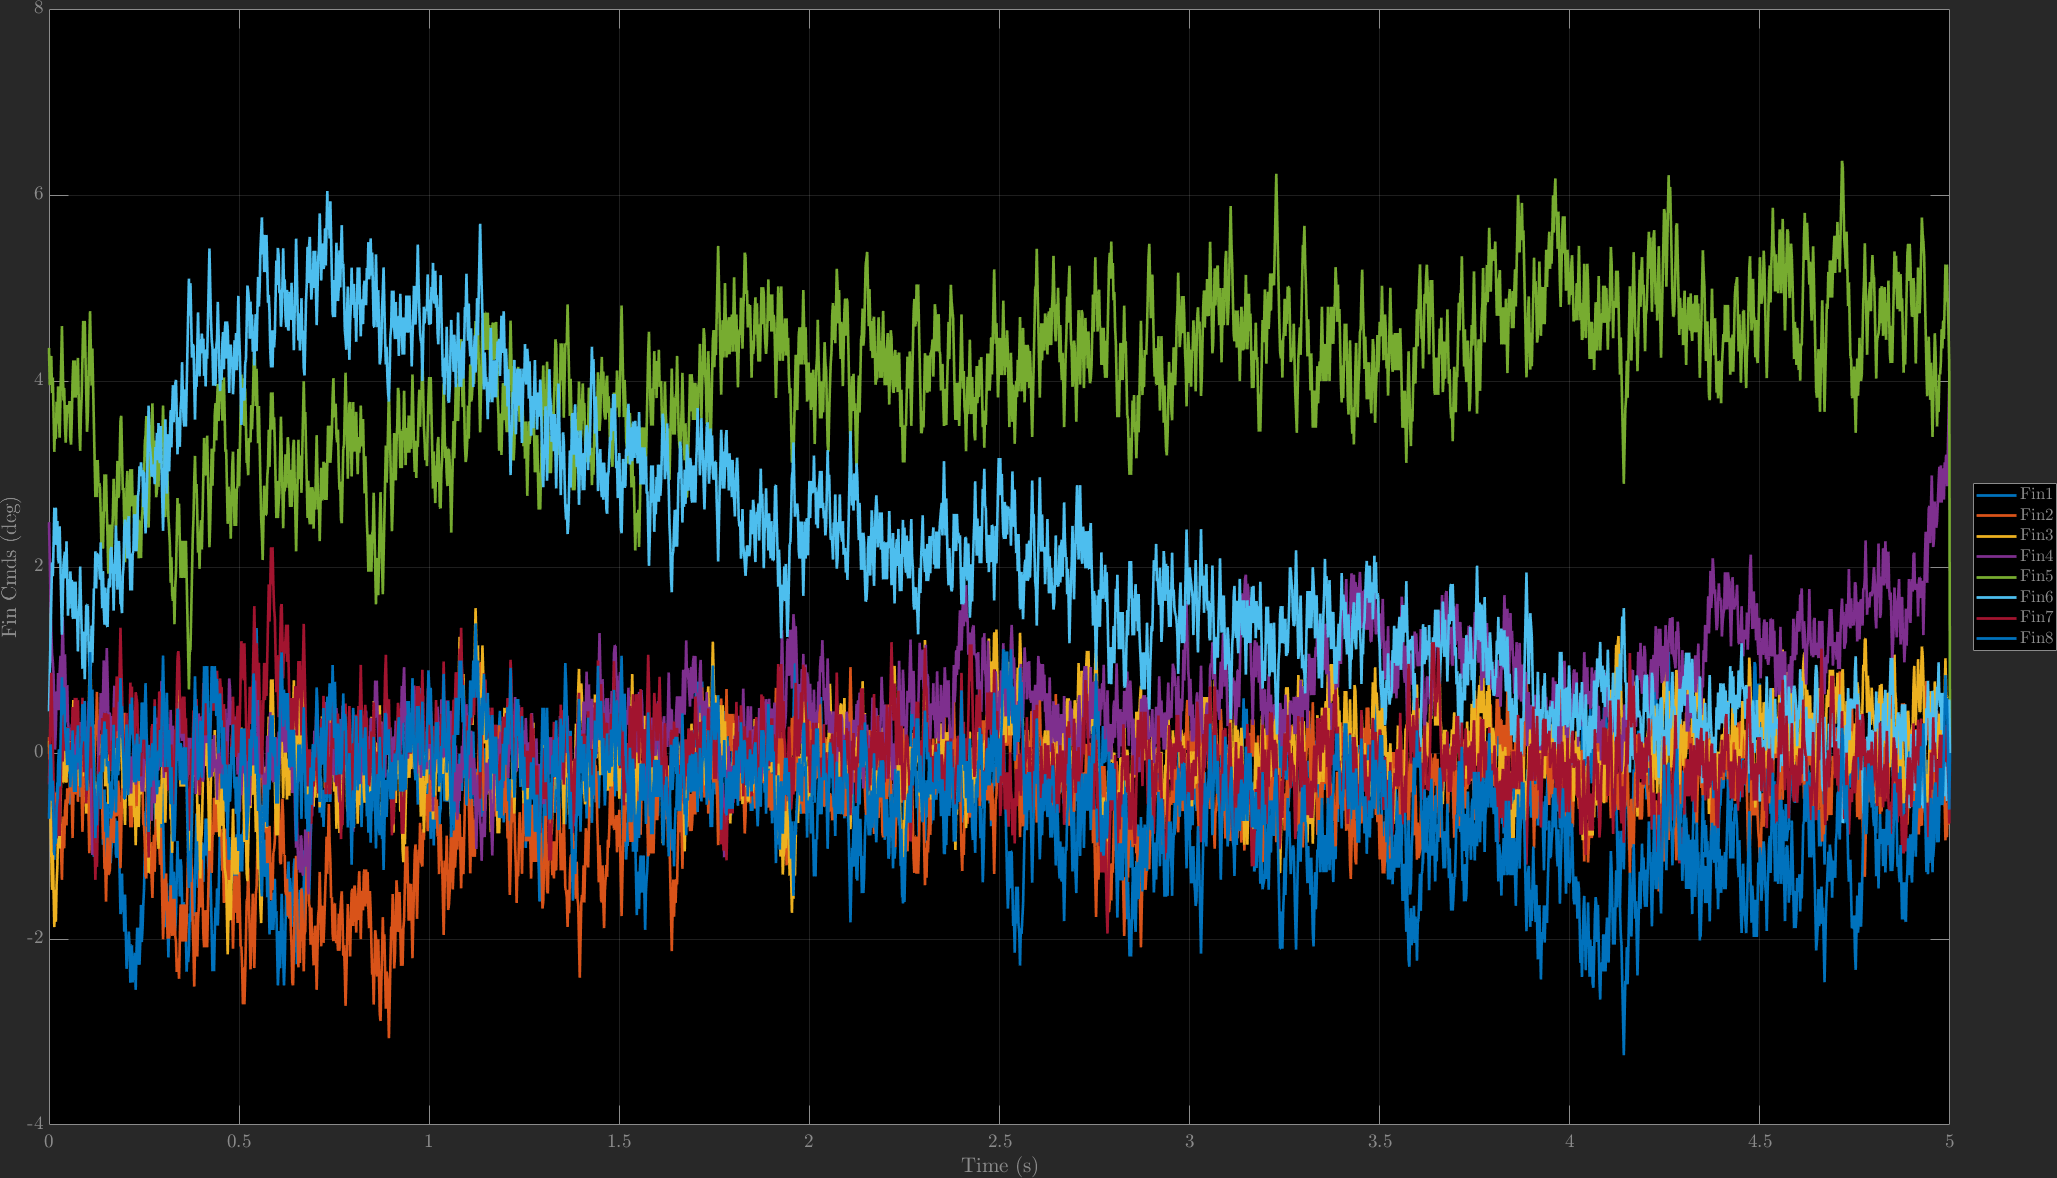 8
6
4
2
0
-2
-4
Fin Cmds (deg)
0 0.5 1 1.5 2 2.5 3 3.5 4 4.5 5
Time (s)
Fin1
Fin2
Fin3
Fin4
Fin5
Fin6
Fin7
Fin8